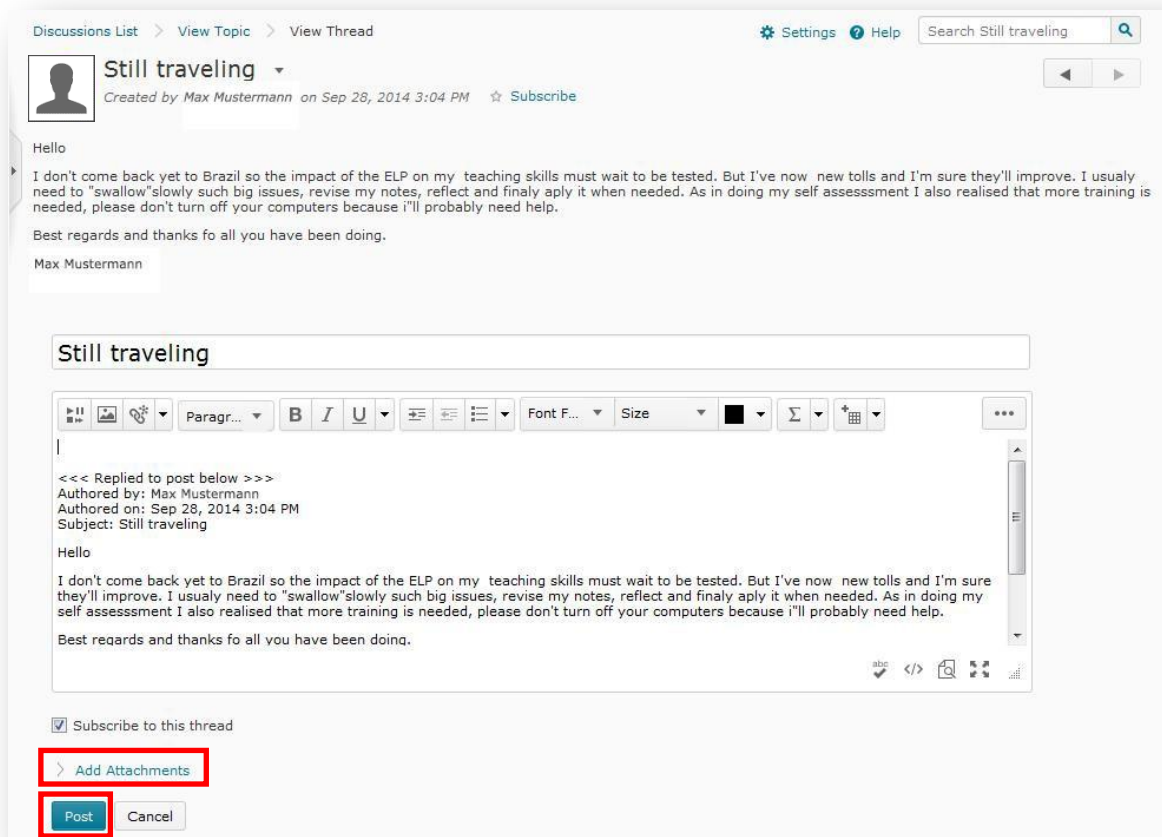 Discussions List > View Topic > View Thread
Settings Help Search Still traveling
Still traveling
Created by Max Mustermann on Sep 28, 2014 3:04 PM Subscribe
Hello
I don't come back yet to Brazil so the impact of the ELP on my teaching skills must wait to be tested. But I've now new tolls and I'm sure they'll improve. I usualy
need to "swallow"slowly such big issues, revise my notes, reflect and finaly aply it when needed. As in doing my self assesssment I also realised that more training is
needed, please don't turn off your computers because i"ll probably need help.
Best regards and thanks fo all you have been doing.
Max Mustermann
Still traveling
Paragr... B I U Font F... Size Σ ...
<<< Replied to post below >>>
Authored by: Max Mustermann
Authored on: Sep 28, 2014 3:04 PM
Subject: Still traveling
Hello
I don't come back yet to Brazil so the impact of the ELP on my teaching skills must wait to be tested. But I've now new tolls and I'm sure
they'll improve. I usualy need to "swallow"slowly such big issues, revise my notes, reflect and finaly aply it when needed. As in doing my
self assesssment I also realised that more training is needed, please don't turn off your computers because i"ll probably need help.
Best regards and thanks fo all you have been doing.
abc </>
Subscribe to this thread
> Add Attachments
Post Cancel